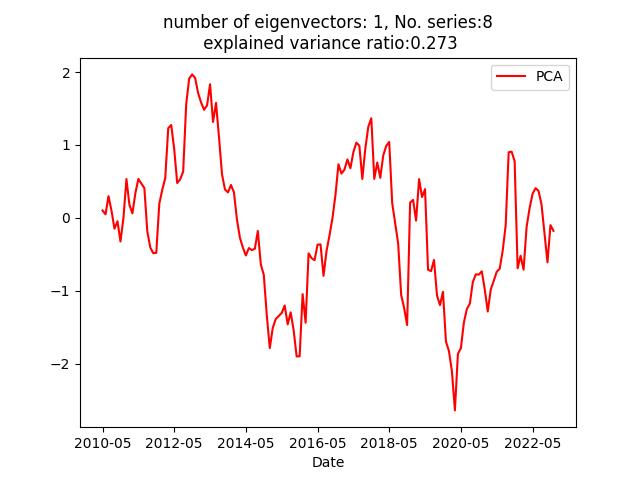 number of eigenvectors: 1, No. series:8
explained variance ratio:0.273
PCA
2
1
0
−1
−2
2010-05 2012-05 2014-05 2016-05 2018-05 2020-05 2022-05
Date